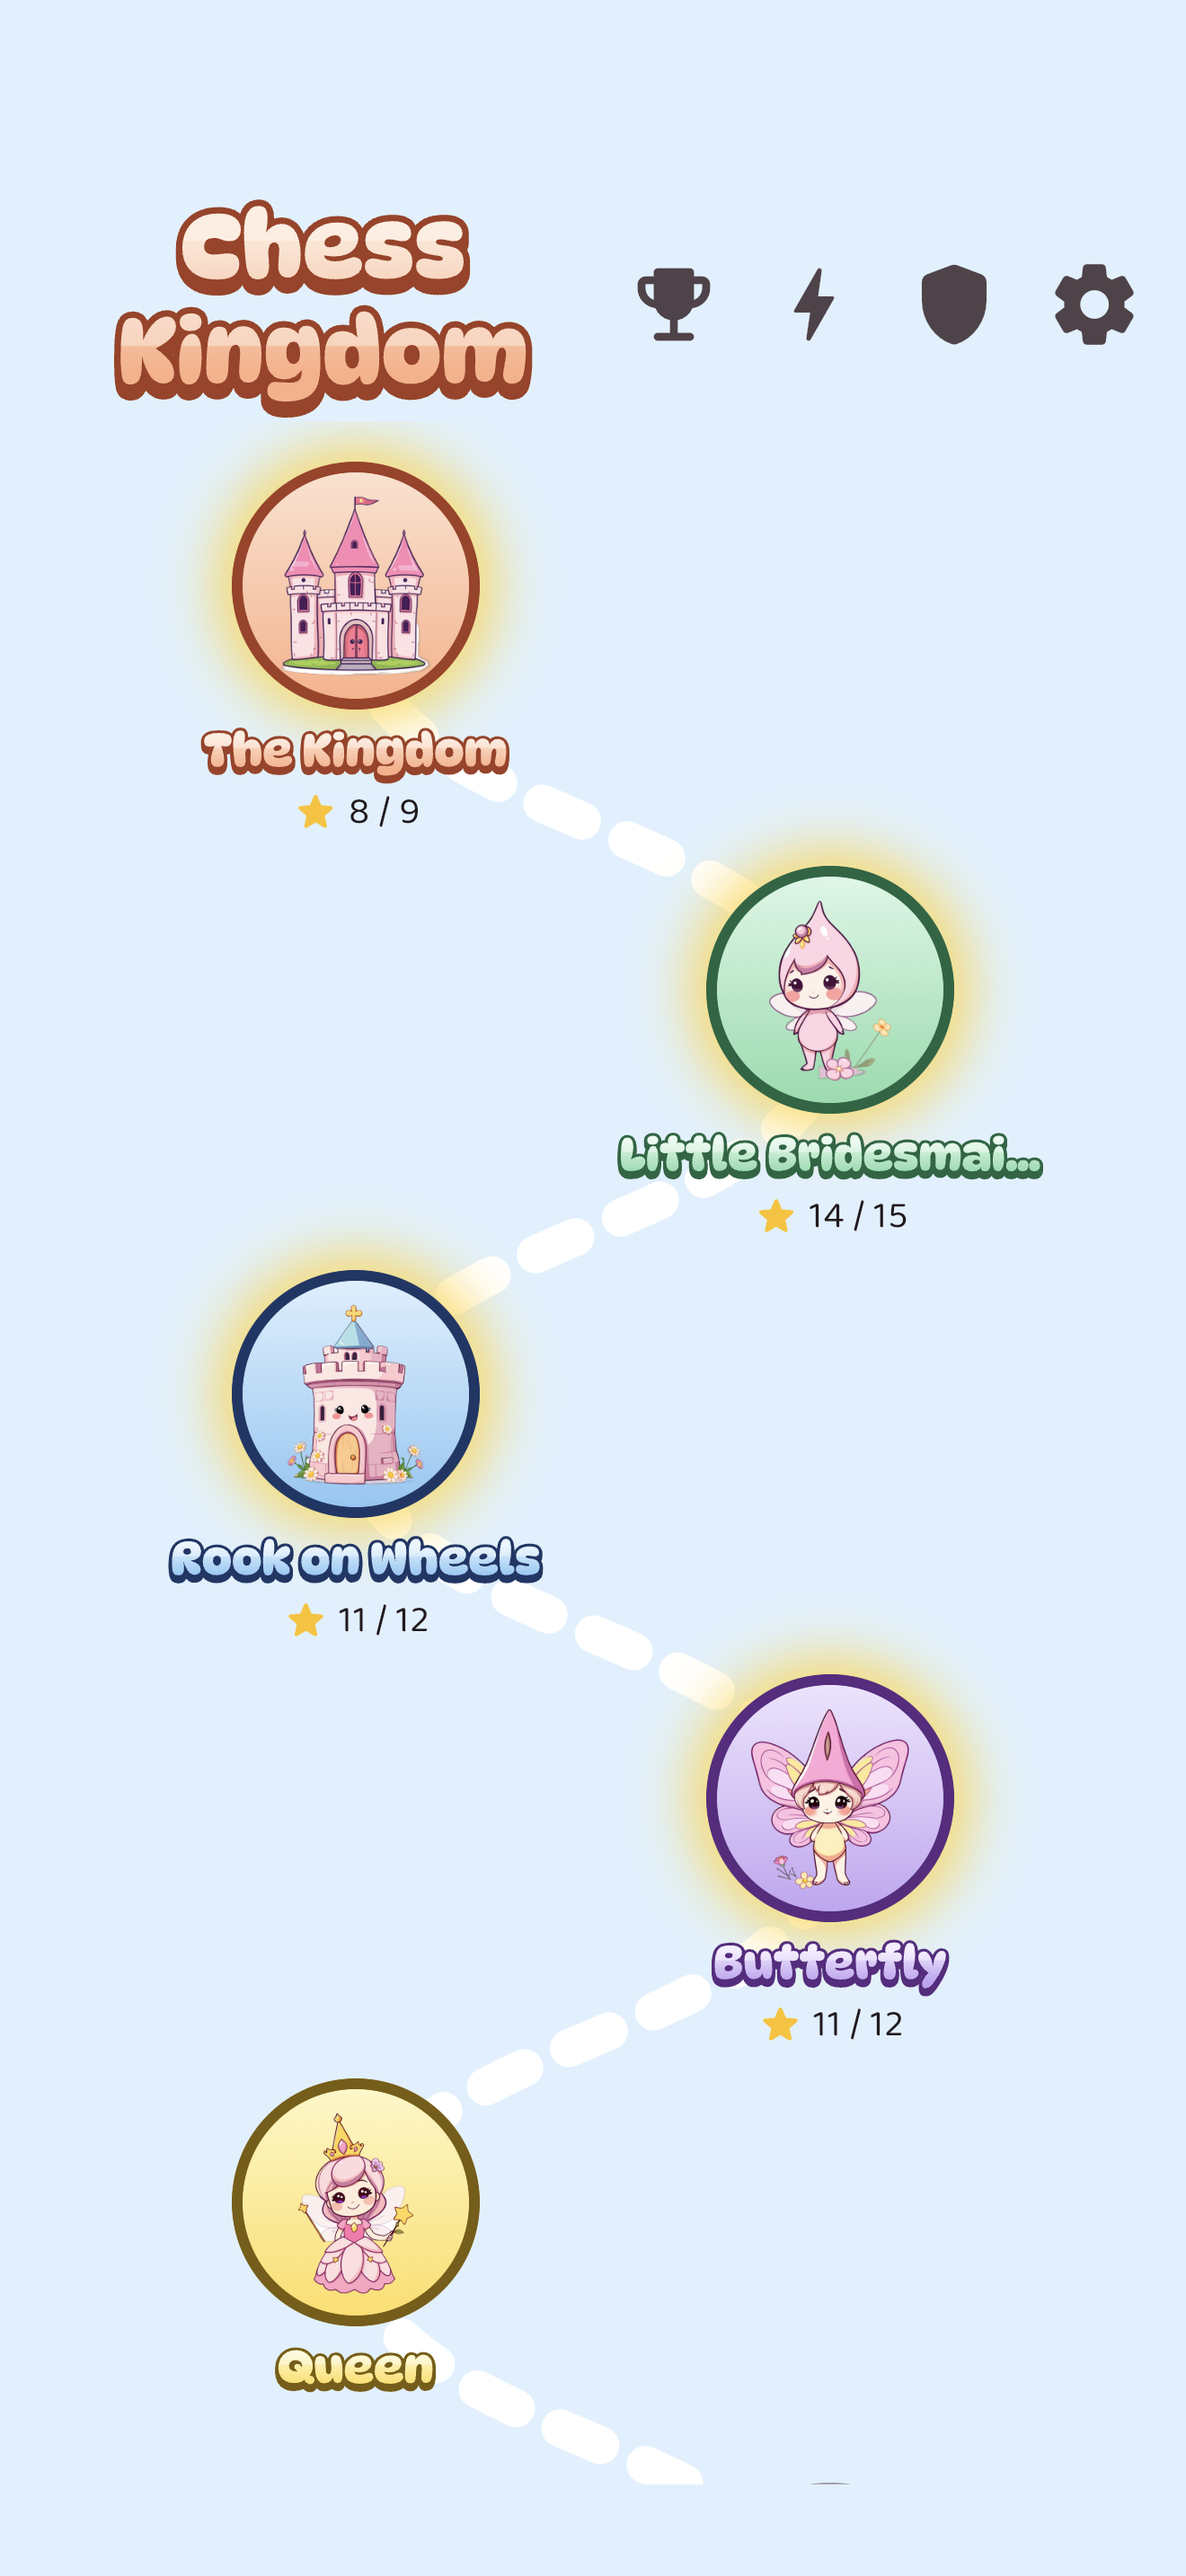 Chess
Kingdom
The Kingdom
8 / 9
Little Bridesmai...
14 / 15
Rook on Wheels
11 / 12
Butterfly
11 / 12
Queen